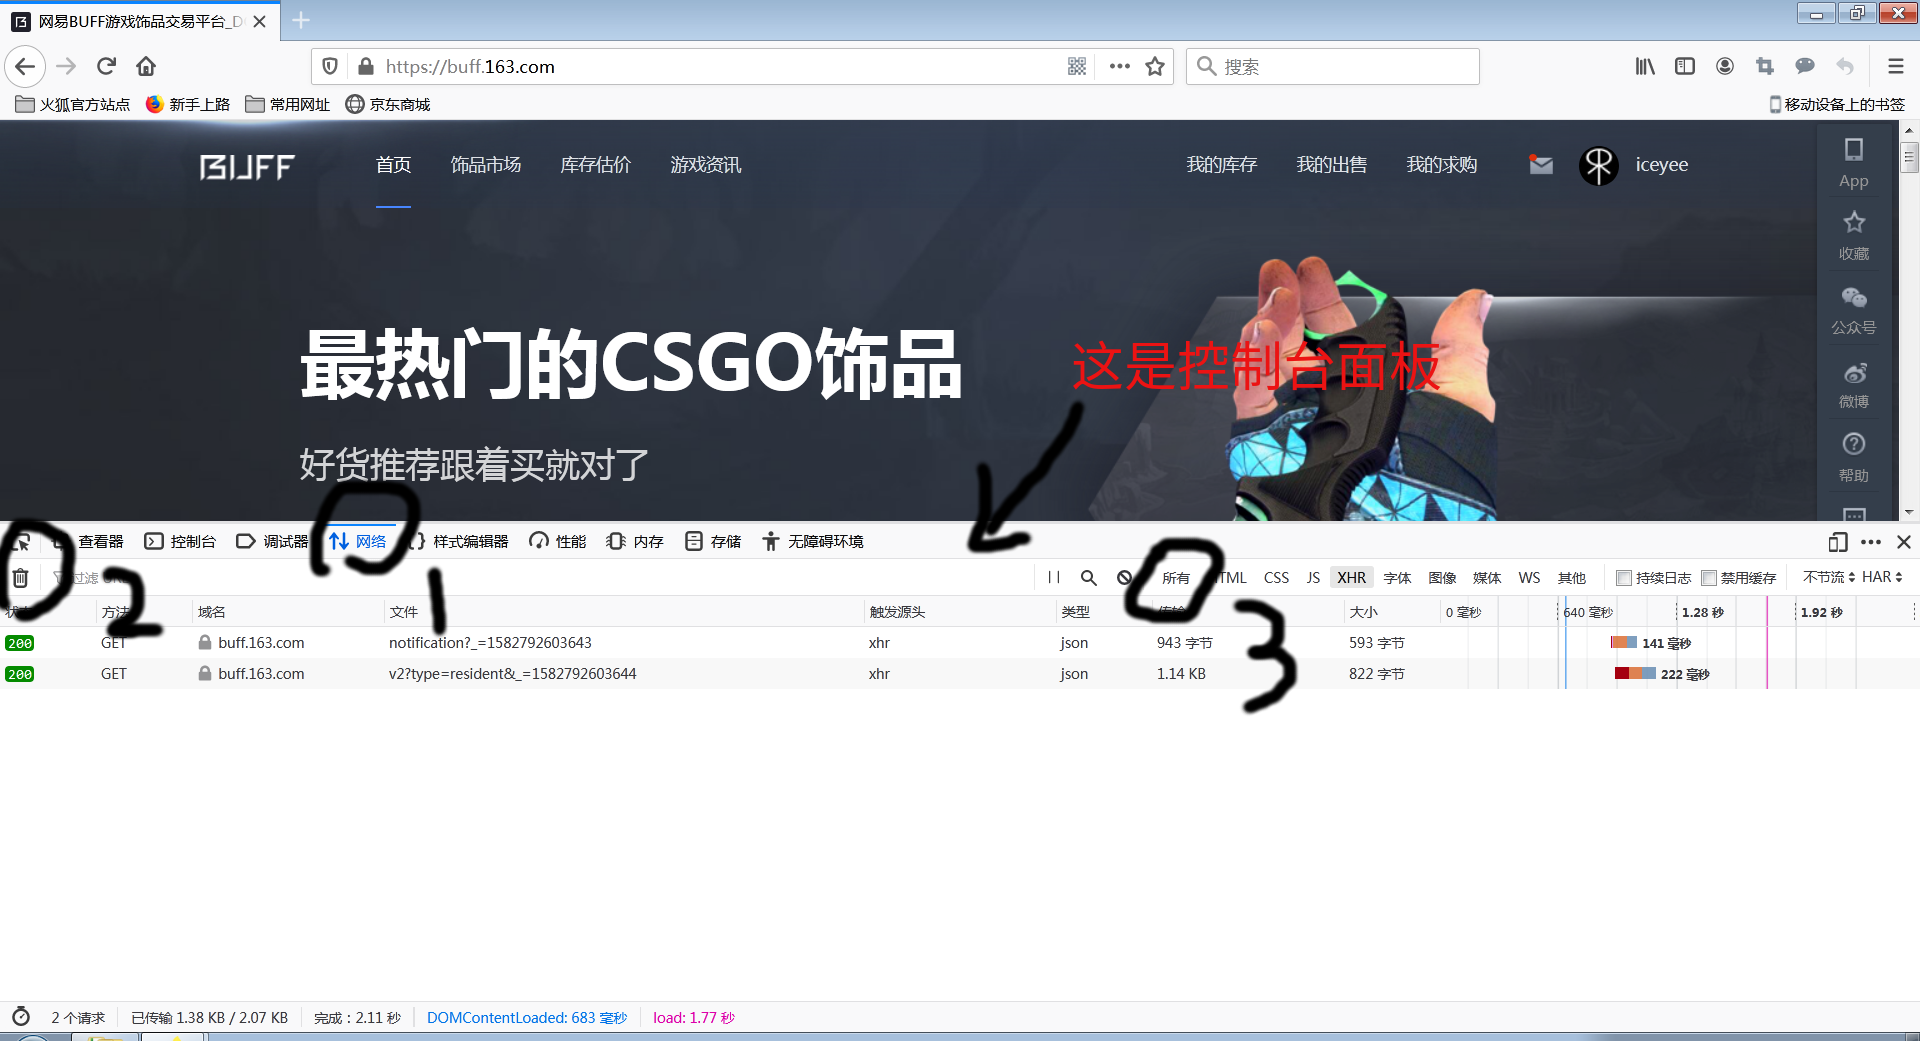 网易BUFF游戏饰品交易平台_D
https://buff.163.com
搜索
火狐官方站点 新手上路 常用网址 京东商城 移动设备上的书签
BUFF 首页 饰品市场 库存估价 游戏资讯 我的库存 我的出售 我的求购 iceyee
App
收藏
公众号
微博
帮助
最热门的CSGO饰品
这是控制台面板
好货推荐跟着买就对了
查看器 控制台 调试器 网络 样式编辑器 性能 内存 存储 无障碍环境
过滤 所有 HTML CSS JS XHR 字体 图像 媒体 WS 其他 持续日志 禁用缓存 不节流 HAR
2 1 3
方法 域名 文件 触发源头 类型 传输 大小 0 毫秒 640 毫秒 1.28 秒 1.92 秒
200 GET buff.163.com notification?_=1582792603643 xhr json 943 字节 593 字节 141 毫秒
200 GET buff.163.com v2?type=resident&_=1582792603644 xhr json 1.14 KB 822 字节 222 毫秒
2 个请求 已传输 1.38 KB / 2.07 KB 完成：2.11 秒 DOMContentLoaded: 683 毫秒 load: 1.77 秒